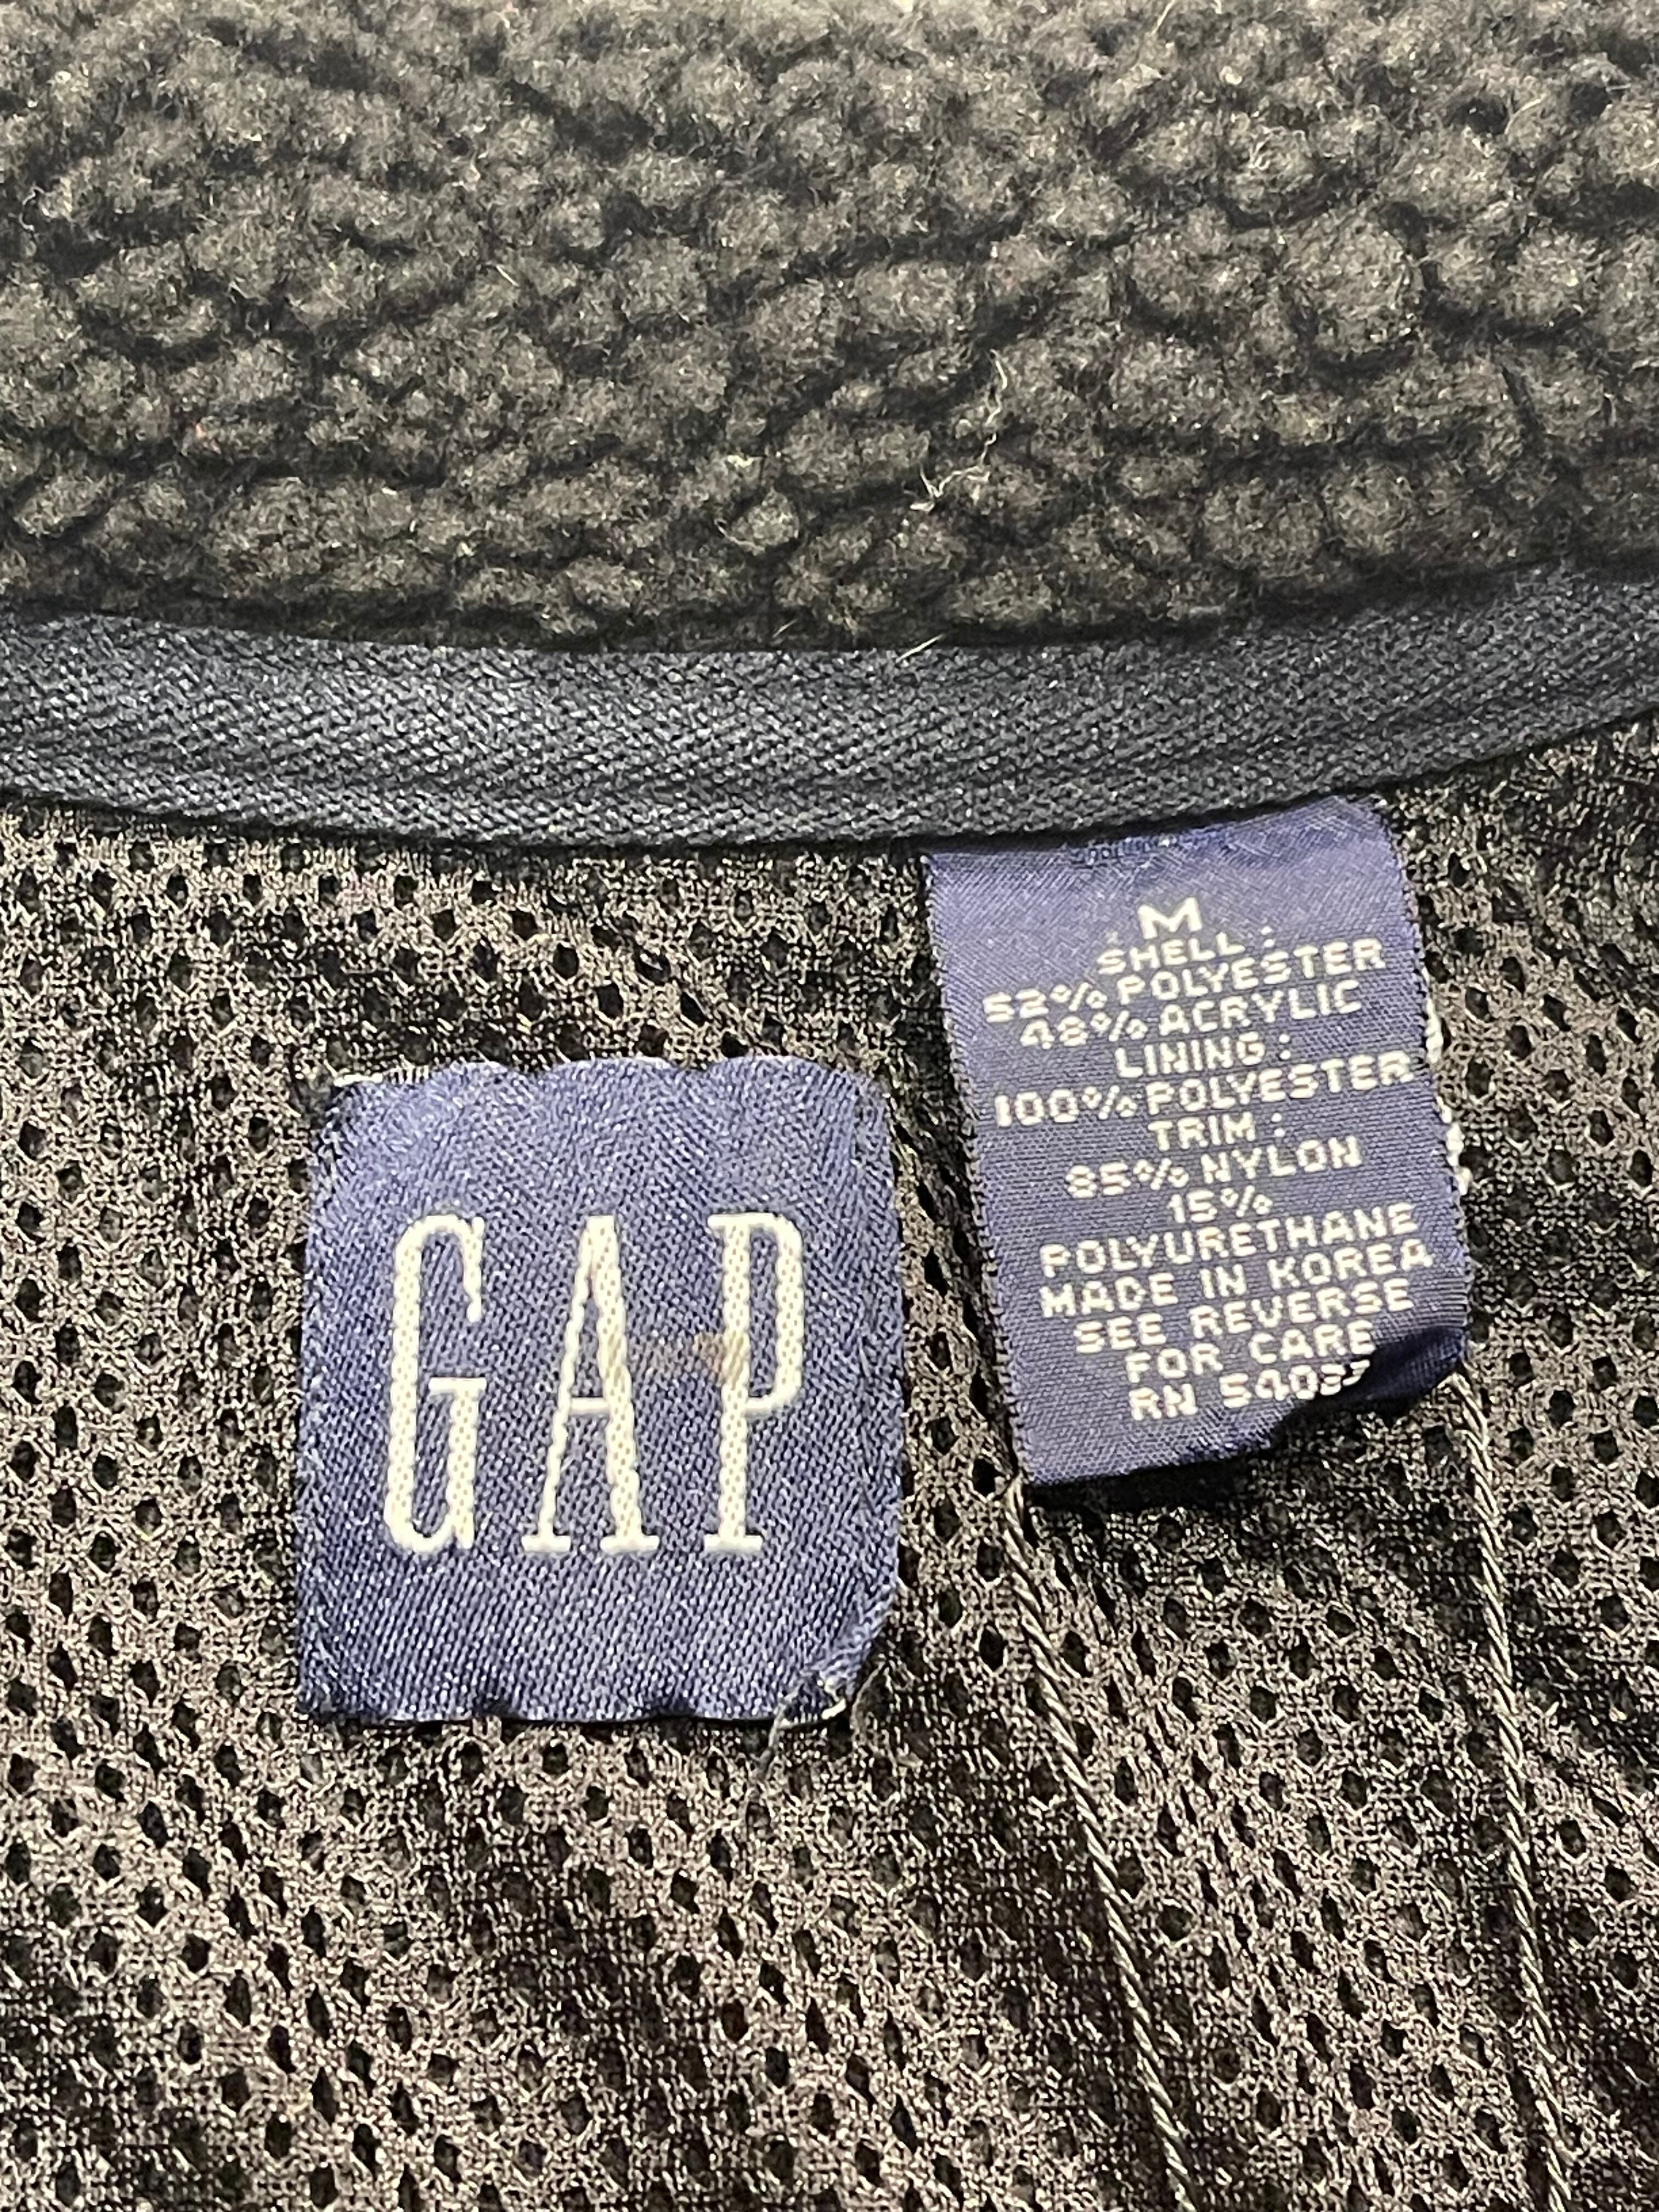 GAP
M
SHELL :
52% POLYESTER
48% ACRYLIC
LINING :
100% POLYESTER
TRIM :
85% NYLON
15%
POLYURETHANE
MADE IN KOREA
SEE REVERSE
FOR CARE
RN